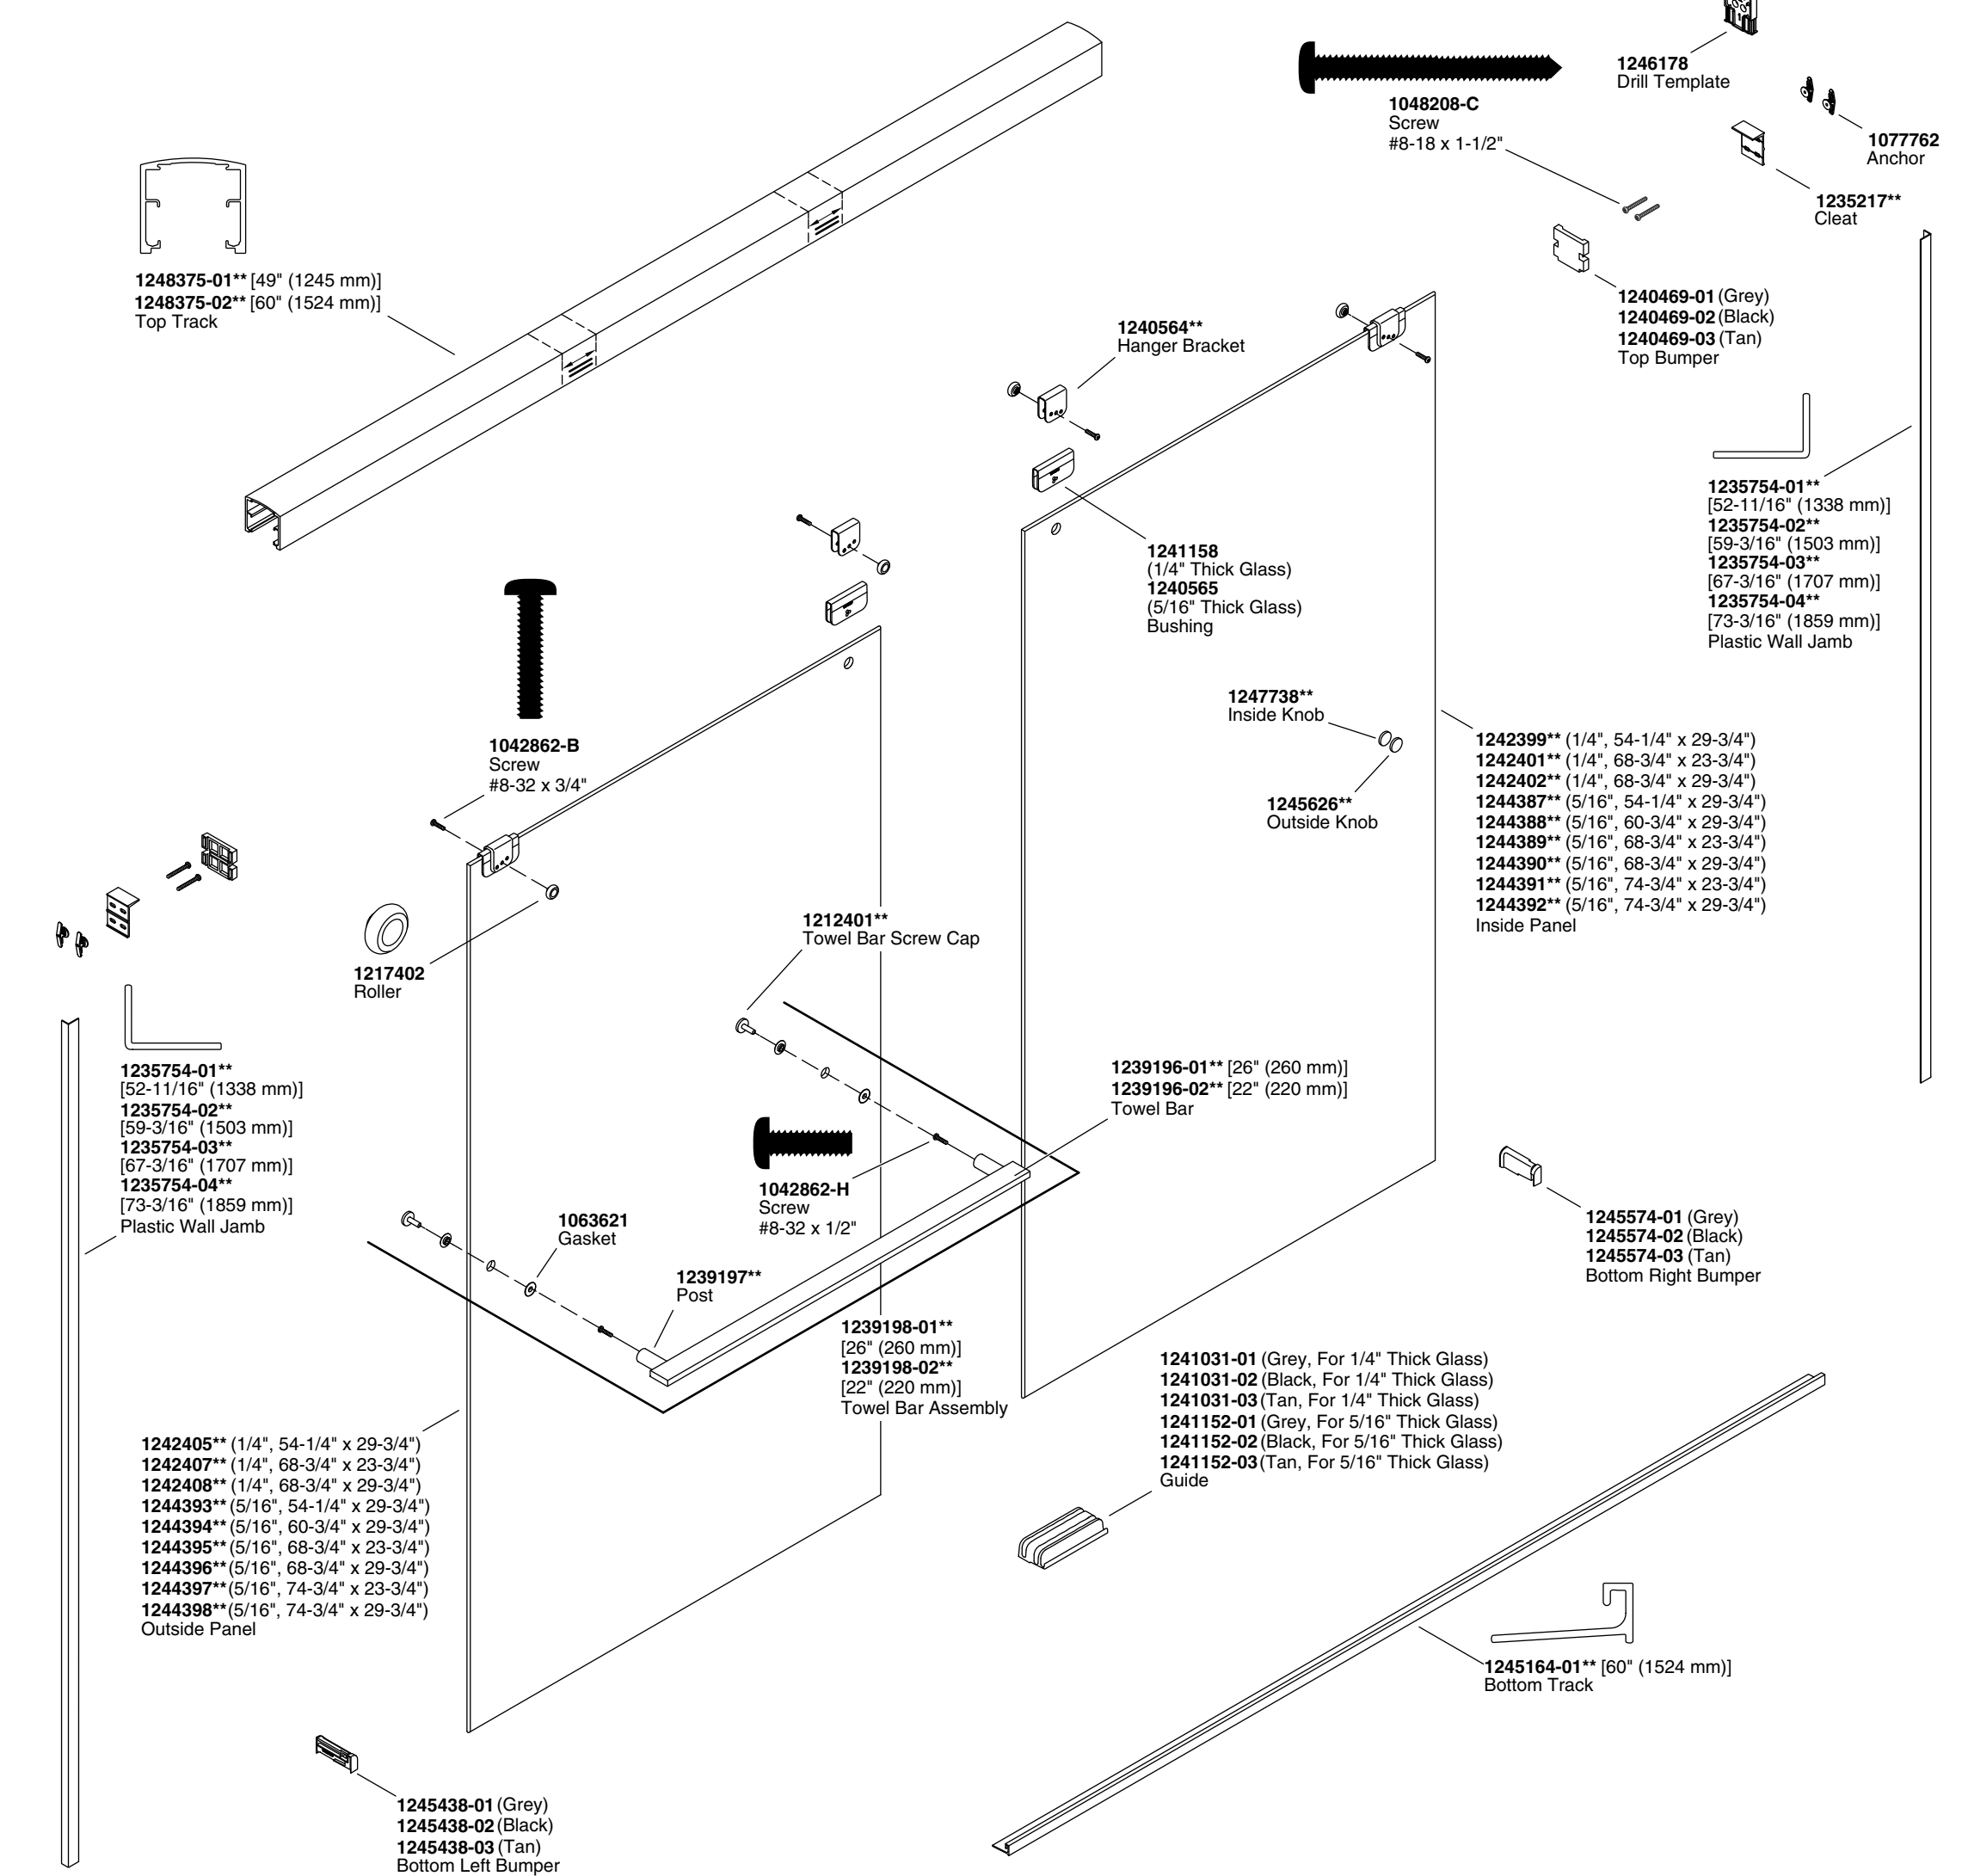 1246178
Drill Template
1048208-C
Screw
#8-18 x 1-1/2"
1077762
Anchor
1235217**
Cleat
1248375-01** [49" (1245 mm)]
1248375-02** [60" (1524 mm)]
Top Track
1240469-01 (Grey)
1240469-02 (Black)
1240469-03 (Tan)
Top Bumper
1240564**
Hanger Bracket
1235754-01**
[52-11/16" (1338 mm)]
1235754-02**
[59-3/16" (1503 mm)]
1235754-03**
[67-3/16" (1707 mm)]
1235754-04**
[73-3/16" (1859 mm)]
Plastic Wall Jamb
1241158
(1/4" Thick Glass)
1240565
(5/16" Thick Glass)
Bushing
1247738**
Inside Knob
1245626**
Outside Knob
1042862-B
Screw
#8-32 x 3/4"
1242399** (1/4", 54-1/4" x 29-3/4")
1242401** (1/4", 68-3/4" x 23-3/4")
1242402** (1/4", 68-3/4" x 29-3/4")
1244387** (5/16", 54-1/4" x 29-3/4")
1244388** (5/16", 60-3/4" x 29-3/4")
1244389** (5/16", 68-3/4" x 23-3/4")
1244390** (5/16", 68-3/4" x 29-3/4")
1244391** (5/16", 74-3/4" x 23-3/4")
1244392** (5/16", 74-3/4" x 29-3/4")
Inside Panel
1217402
Roller
1212401**
Towel Bar Screw Cap
1235754-01**
[52-11/16" (1338 mm)]
1235754-02**
[59-3/16" (1503 mm)]
1235754-03**
[67-3/16" (1707 mm)]
1235754-04**
[73-3/16" (1859 mm)]
Plastic Wall Jamb
1239196-01** [26" (260 mm)]
1239196-02** [22" (220 mm)]
Towel Bar
1042862-H
Screw
#8-32 x 1/2"
1063621
Gasket
1239197**
Post
1245574-01 (Grey)
1245574-02 (Black)
1245574-03 (Tan)
Bottom Right Bumper
1239198-01**
[26" (260 mm)]
1239198-02**
[22" (220 mm)]
Towel Bar Assembly
1241031-01 (Grey, For 1/4" Thick Glass)
1241031-02 (Black, For 1/4" Thick Glass)
1241031-03 (Tan, For 1/4" Thick Glass)
1241152-01 (Grey, For 5/16" Thick Glass)
1241152-02 (Black, For 5/16" Thick Glass)
1241152-03 (Tan, For 5/16" Thick Glass)
Guide
1242405** (1/4", 54-1/4" x 29-3/4")
1242407** (1/4", 68-3/4" x 23-3/4")
1242408** (1/4", 68-3/4" x 29-3/4")
1244393** (5/16", 54-1/4" x 29-3/4")
1244394** (5/16", 60-3/4" x 29-3/4")
1244395** (5/16", 68-3/4" x 23-3/4")
1244396** (5/16", 68-3/4" x 29-3/4")
1244397** (5/16", 74-3/4" x 23-3/4")
1244398** (5/16", 74-3/4" x 29-3/4")
Outside Panel
1245164-01** [60" (1524 mm)]
Bottom Track
1245438-01 (Grey)
1245438-02 (Black)
1245438-03 (Tan)
Bottom Left Bumper